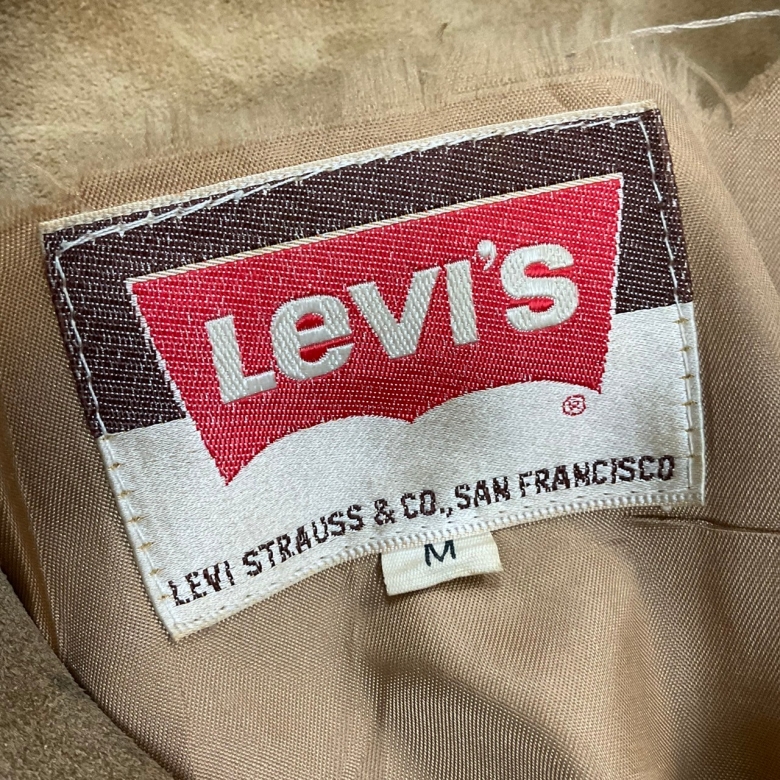 LeVI'S
®
LEVI STRAUSS & CO., SAN FRANCISCO
M